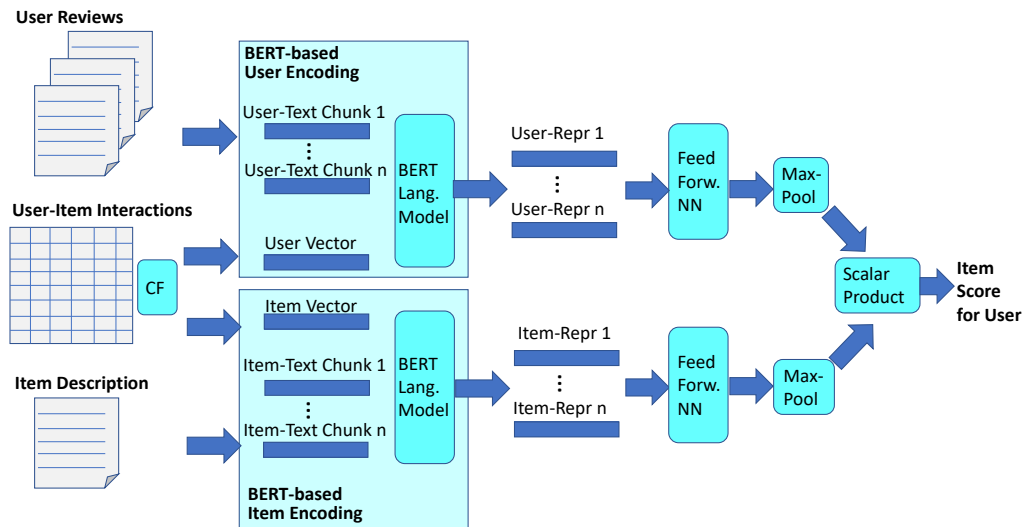 User Reviews
BERT-based
User Encoding
User-Text Chunk 1
User-Text Chunk n
User Vector
BERT
Lang.
Model
User-Repr 1
User-Repr n
Feed
Forw.
NN
Max-
Pool
User-Item Interactions
CF
Scalar
Product
Item
Score
for User
Item Vector
Item-Text Chunk 1
Item-Text Chunk n
BERT
Lang.
Model
Item-Repr 1
Item-Repr n
Feed
Forw.
NN
Max-
Pool
Item Description
BERT-based
Item Encoding